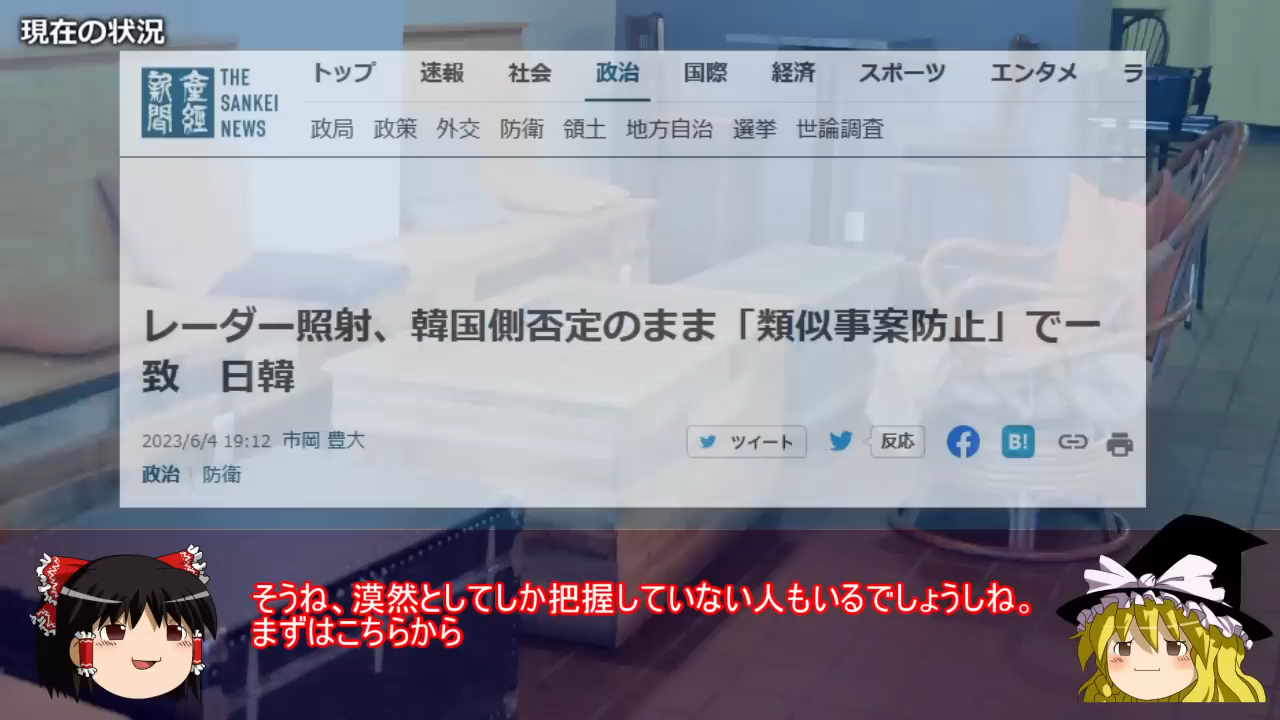 現在の状況
産經新聞
THE SANKEI NEWS
トップ 速報 社会 政治 国際 経済 スポーツ エンタメ ラ
政局 政策 外交 防衛 領土 地方自治 選挙 世論調査
レーダー照射、韓国側否定のまま「類似事案防止」で一
致 日韓
2023/6/4 19:12 市岡 豊大
ツイート 反応 B!
政治 防衛
そうね、漠然としてしか把握していない人もいるでしょうしね。
まずはこちらから